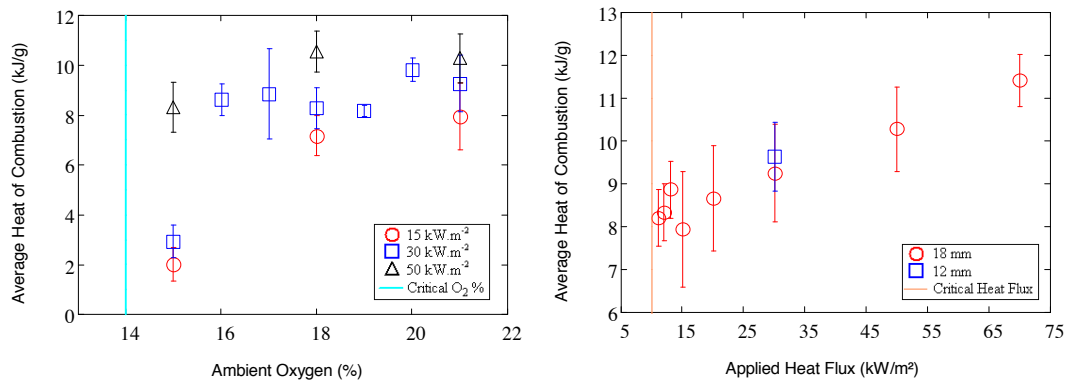 Average Heat of Combustion (kJ/g)
12
10
8
6
4
2
0
14
16
18
20
22
Ambient Oxygen (%)
15 kW.m⁻²
30 kW.m⁻²
50 kW.m⁻²
Critical O₂ %
Average Heat of Combustion (kJ/g)
13
12
11
10
9
8
7
6
5
15
25
35
45
55
65
75
Applied Heat Flux (kW/m²)
18 mm
12 mm
Critical Heat Flux